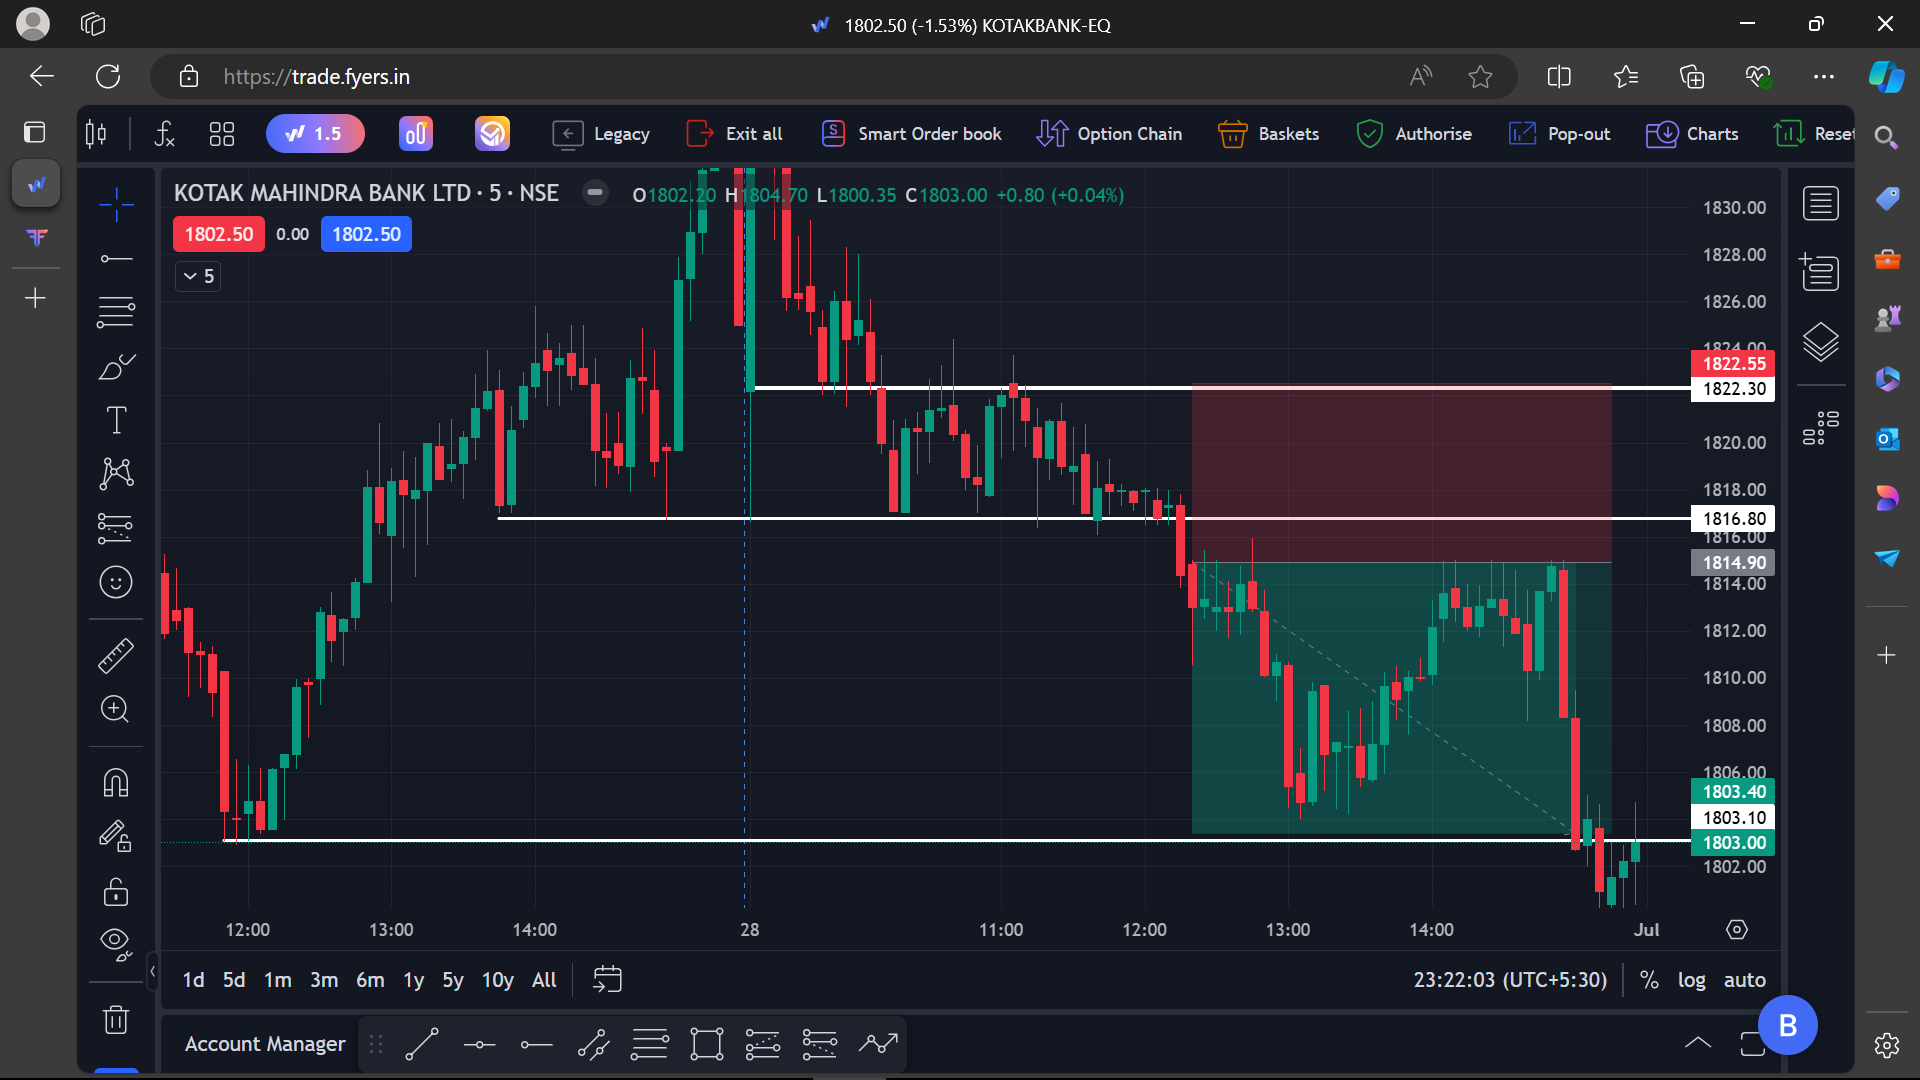 1802.50 (-1.53%) KOTAKBANK-EQ
https://trade.fyers.in
1.5
Legacy
Exit all
Smart Order book
Option Chain
Baskets
Authorise
Pop-out
Charts
Reset
KOTAK MAHINDRA BANK LTD · 5 · NSE
O1802.20 H1804.70 L1800.35 C1803.00 +0.80 (+0.04%)
1802.50 0.00 1802.50
5
1830.00
1828.00
1826.00
1824.00
1822.55
1822.30
1820.00
1818.00
1816.80
1816.00
1814.90
1814.00
1812.00
1810.00
1808.00
1806.00
1803.40
1803.10
1803.00
1802.00
12:00 13:00 14:00 28 11:00 12:00 13:00 14:00 Jul
1d 5d 1m 3m 6m 1y 5y 10y All
23:22:03 (UTC+5:30) % log auto
Account Manager
B